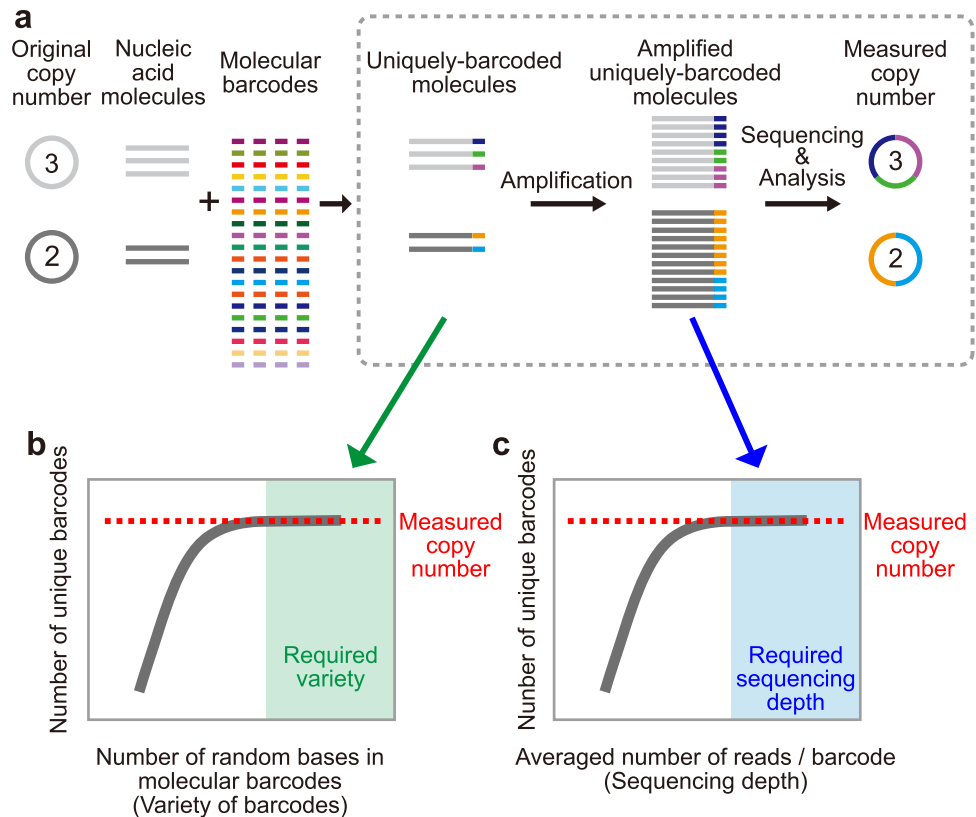 a
Original
copy
number
Nucleic
acid
molecules
Molecular
barcodes
Uniquely-barcoded
molecules
Amplified
uniquely-barcoded
molecules
Measured
copy
number
3
2
+
Amplification
Sequencing
&
Analysis
3
2
b
Number of unique barcodes
Measured
copy
number
Required
variety
Number of random bases in
molecular barcodes
(Variety of barcodes)
c
Number of unique barcodes
Measured
copy
number
Required
sequencing
depth
Averaged number of reads / barcode
(Sequencing depth)